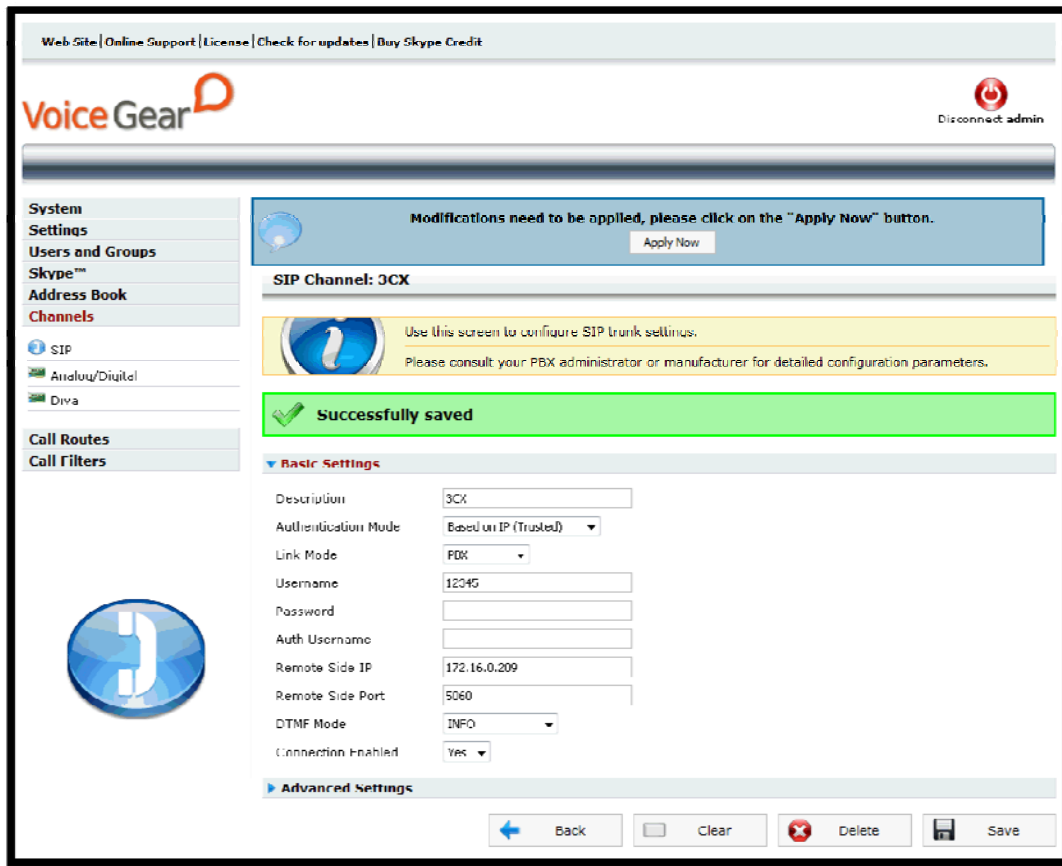 Web Site|Online Support|License|Check for updates|Buy Skype Credit
Voice Gear
Disconnect admin
System
Settings
Users and Groups
Skype™
Address Book
Channels
SIP
Analog/Digital
Diva
Call Routes
Call Filters
Modifications need to be applied, please click on the "Apply Now" button.
Apply Now
SIP Channel: 3CX
Use this screen to configure SIP trunk settings.
Please consult your PBX administrator or manufacturer for detailed configuration parameters.
Successfully saved
Basic Settings
Description 3CX
Authentication Mode Based on IP (Trusted)
Link Mode PBX
Username 12345
Password
Auth Username
Remote Side IP 172.16.0.209
Remote Side Port 5060
DTMF Mode INFO
Connection Enabled Yes
Advanced Settings
Back Clear Delete Save